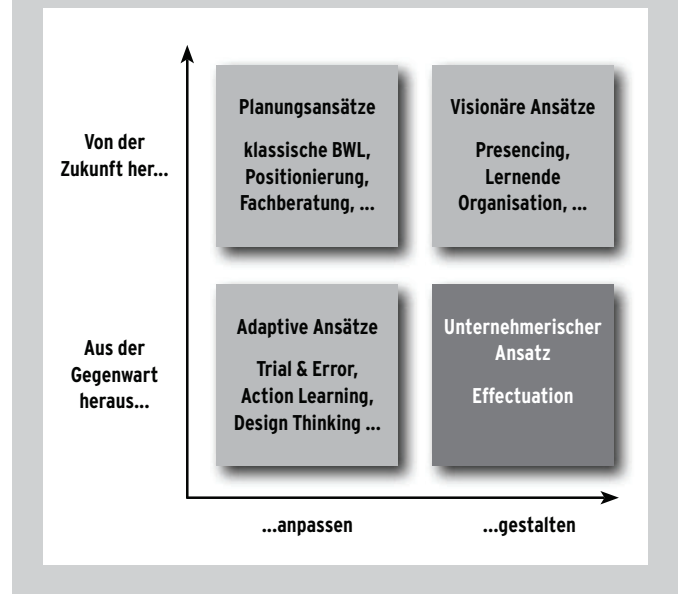 Von der
Zukunft her...
Planungsansätze
klassische BWL,
Positionierung,
Fachberatung, ...
Visionäre Ansätze
Presencing,
Lernende
Organisation, ...
Aus der
Gegenwart
heraus...
Adaptive Ansätze
Trial & Error,
Action Learning,
Design Thinking ...
Unternehmerischer
Ansatz
Effectuation
...anpassen
...gestalten